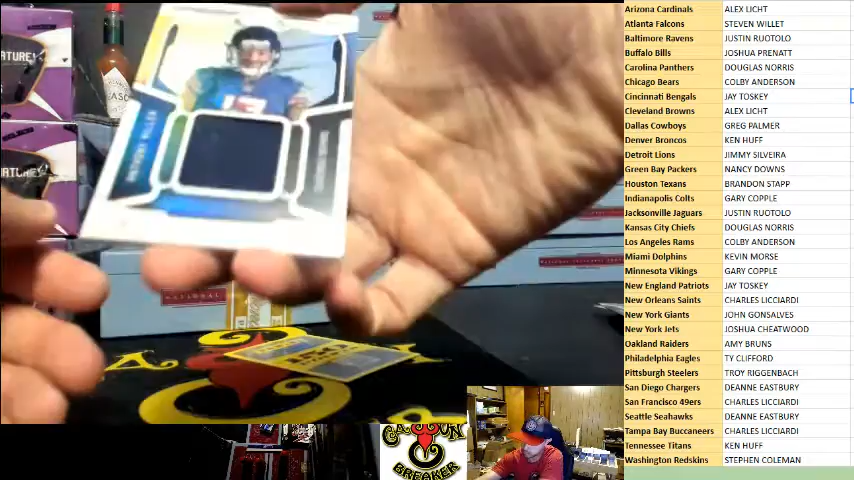 Arizona Cardinals ALEX LICHT
Atlanta Falcons STEVEN WILLET
Baltimore Ravens JUSTIN RUOTOLO
Buffalo Bills JOSHUA PRENATT
Carolina Panthers DOUGLAS NORRIS
Chicago Bears COLBY ANDERSON
Cincinnati Bengals JAY TOSKEY
Cleveland Browns ALEX LICHT
Dallas Cowboys GREG PALMER
Denver Broncos KEN HUFF
Detroit Lions JIMMY SILVEIRA
Green Bay Packers NANCY DOWNS
Houston Texans BRANDON STAPP
Indianapolis Colts GARY COPPLE
Jacksonville Jaguars JUSTIN RUOTOLO
Kansas City Chiefs DOUGLAS NORRIS
Los Angeles Rams COLBY ANDERSON
Miami Dolphins KEVIN MORSE
Minnesota Vikings GARY COPPLE
New England Patriots JAY TOSKEY
New Orleans Saints CHARLES LICCIARDI
New York Giants JOHN GONSALVES
New York Jets JOSHUA CHEATWOOD
Oakland Raiders AMY BRUNS
Philadelphia Eagles TY CLIFFORD
Pittsburgh Steelers TROY RIGGENBACH
San Diego Chargers DEANNE EASTBURY
San Francisco 49ers CHARLES LICCIARDI
Seattle Seahawks DEANNE EASTBURY
Tampa Bay Buccaneers CHARLES LICCIARDI
Tennessee Titans KEN HUFF
Washington Redskins STEPHEN COLEMAN
NATIONAL
CAJUN
BREAKER